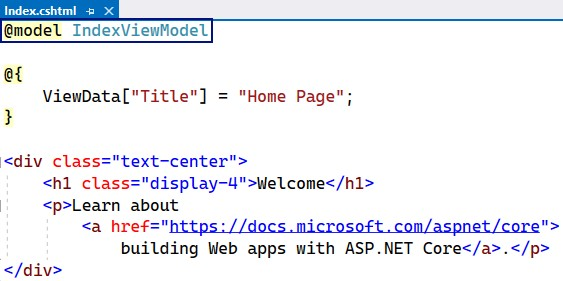 Index.cshtml
@model IndexViewModel
@{
ViewData["Title"] = "Home Page";
}
<div class="text-center">
<h1 class="display-4">Welcome</h1>
<p>Learn about
<a href="https://docs.microsoft.com/aspnet/core">
building Web apps with ASP.NET Core</a>.</p>
</div>